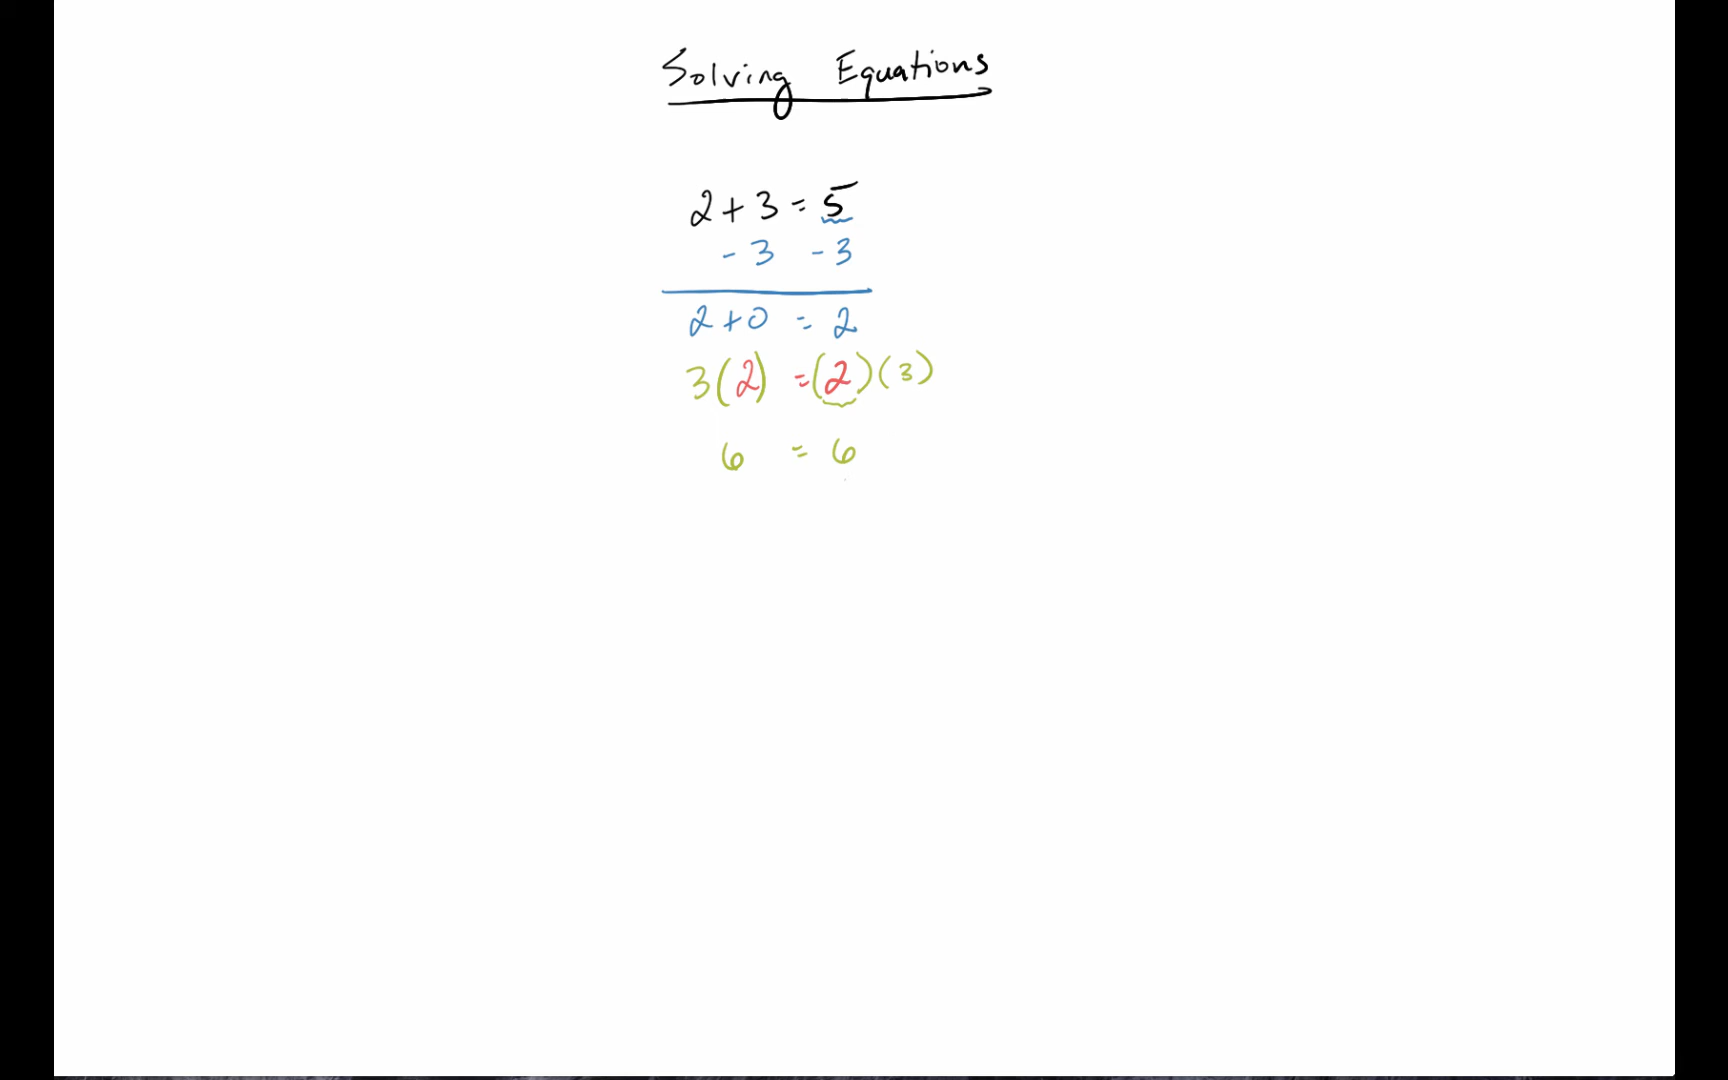 Solving Equations
2 + 3 = 5
- 3 - 3
2 + 0 = 2
3(2) = (2)(3)
6 = 6